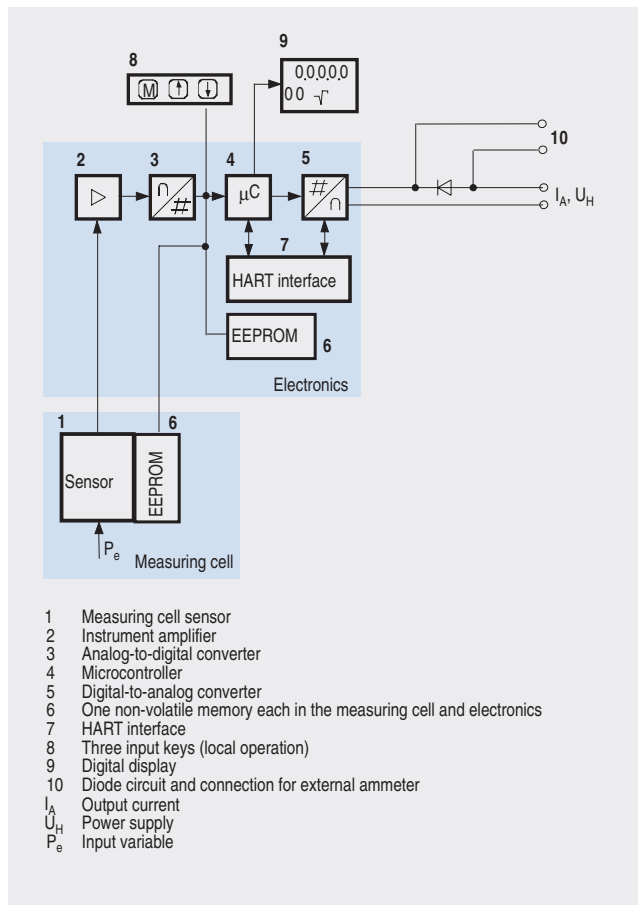 9
8
0.0.0.0.0
0 0 √
M ↑ ↓
10
2 3 4 5
∩
#
µC
#
∩
I_A, U_H
7
HART interface
EEPROM
6
Electronics
1 6
Sensor
EEPROM
P_e
Measuring cell
1 Measuring cell sensor
2 Instrument amplifier
3 Analog-to-digital converter
4 Microcontroller
5 Digital-to-analog converter
6 One non-volatile memory each in the measuring cell and electronics
7 HART interface
8 Three input keys (local operation)
9 Digital display
10 Diode circuit and connection for external ammeter
I_A Output current
U_H Power supply
P_e Input variable